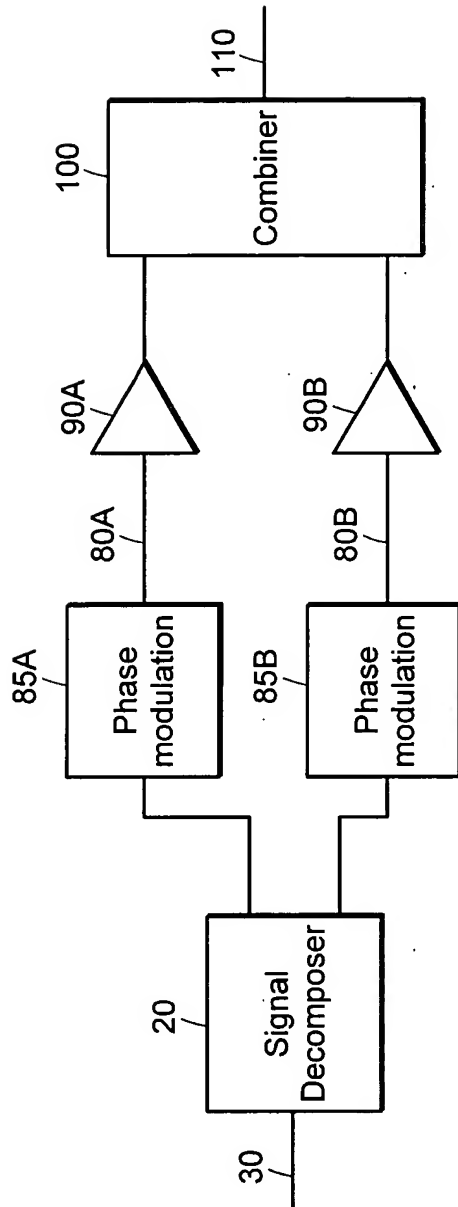 30
20
Signal
Decomposer
85A
Phase
modulation
80A
90A
85B
Phase
modulation
80B
90B
100
Combiner
110